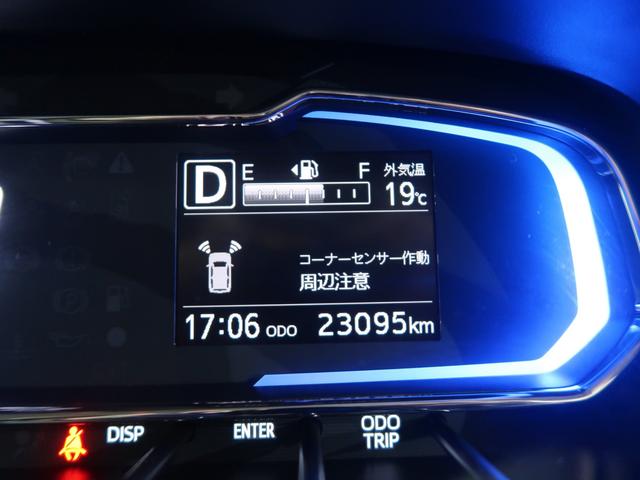 D
E F 外気温
19℃
コーナーセンサー作動
周辺注意
17:06 ODO 23095km
DISP ENTER ODO
TRIP